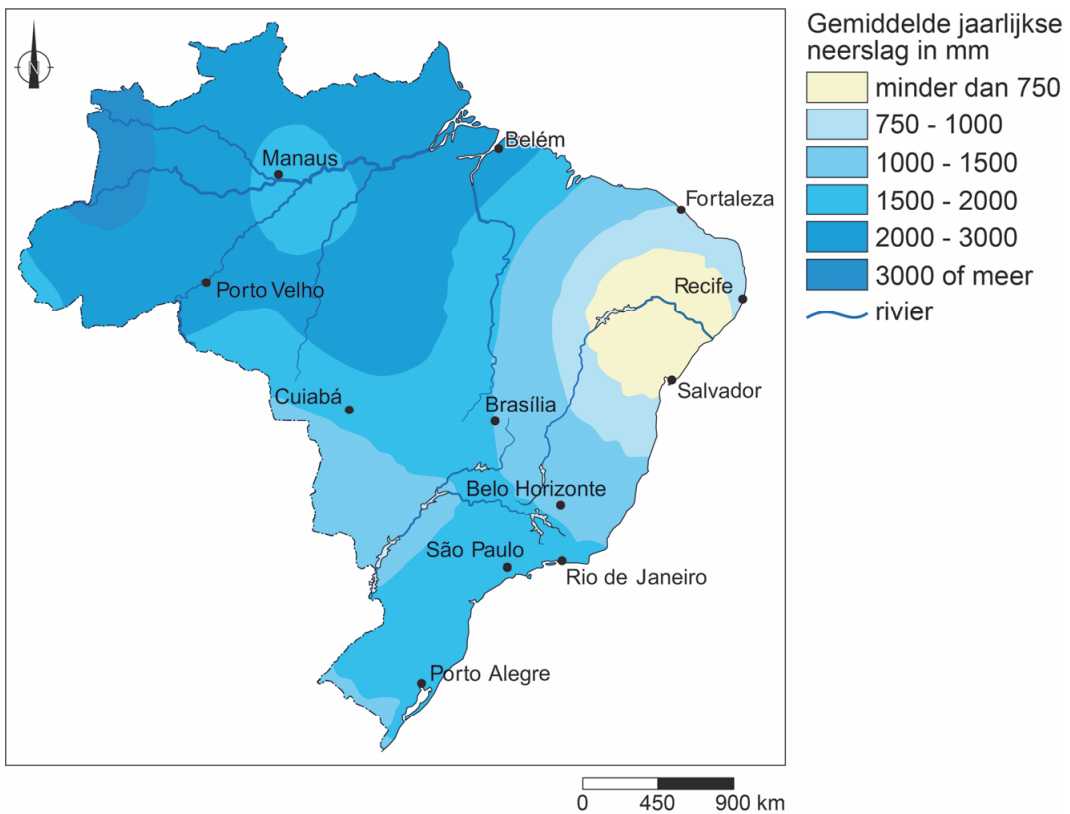 Gemiddelde jaarlijkse
neerslag in mm
minder dan 750
750 - 1000
1000 - 1500
1500 - 2000
2000 - 3000
3000 of meer
rivier
N
Belém
Manaus
Fortaleza
Recife
Porto Velho
Salvador
Cuiabá
Brasília
Belo Horizonte
São Paulo
Rio de Janeiro
Porto Alegre
0 450 900 km